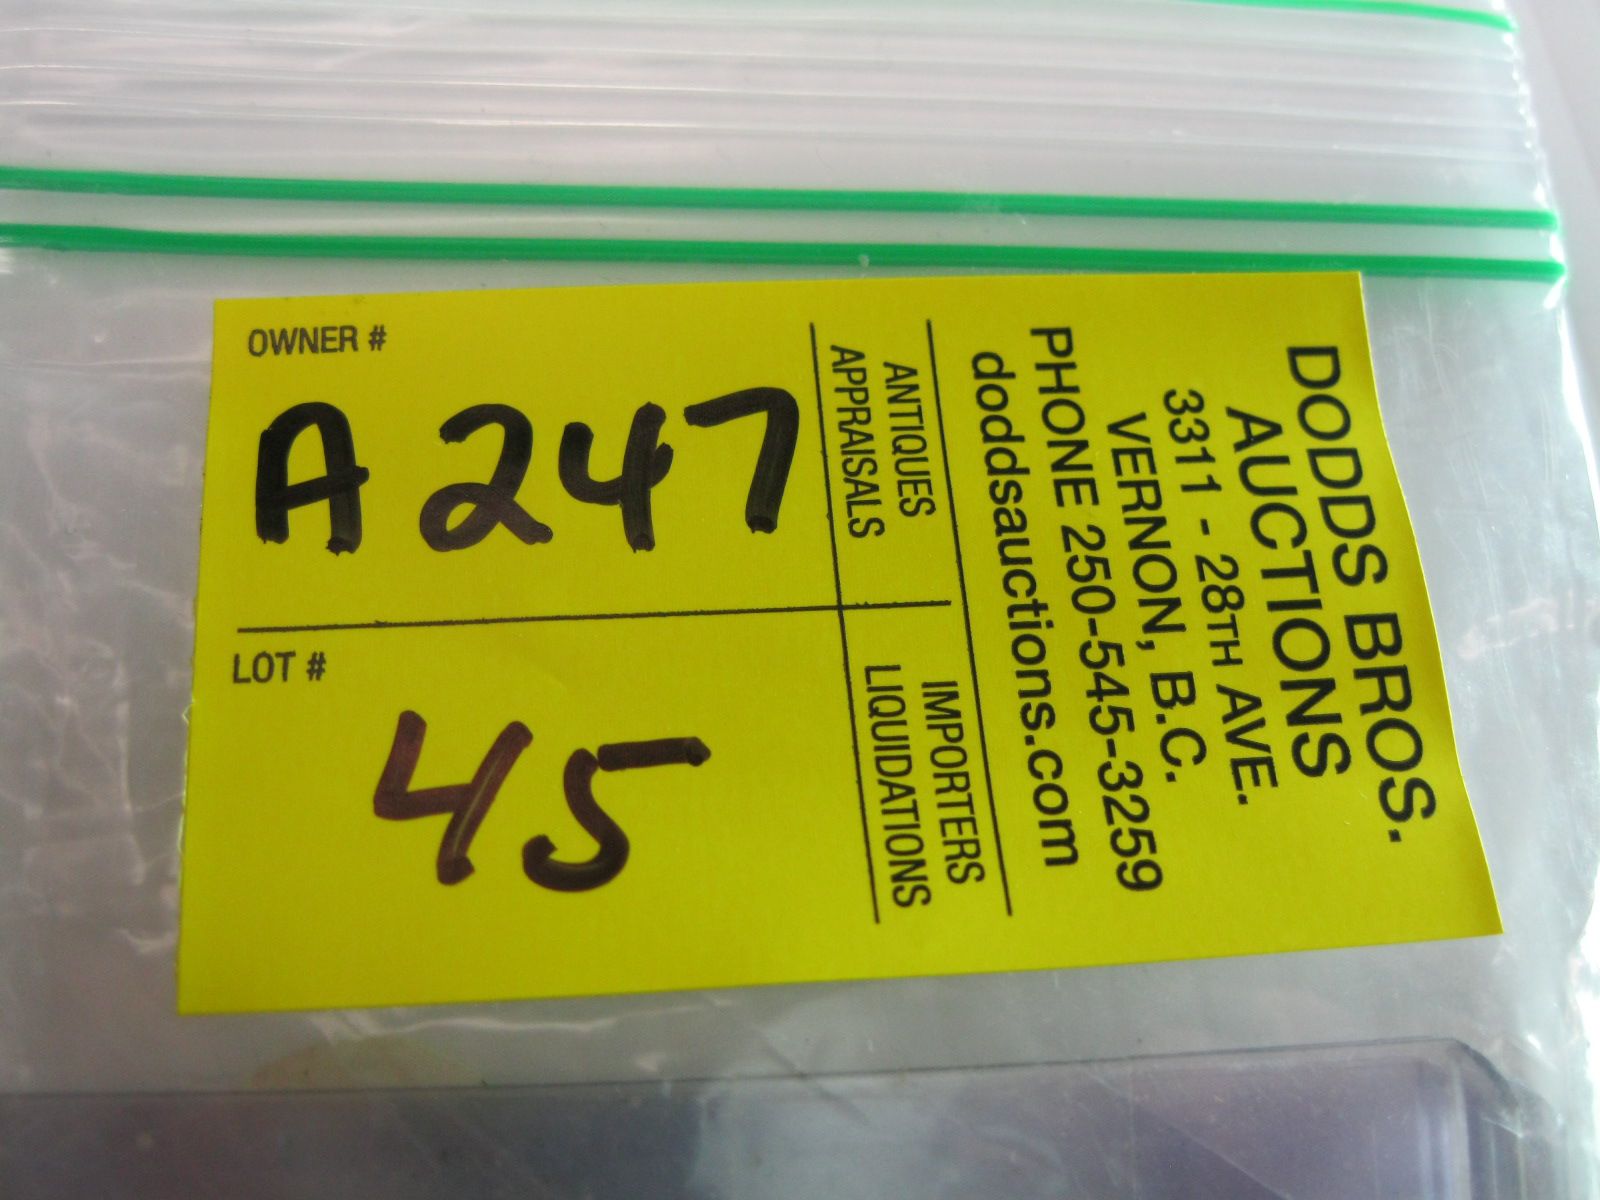 DODDS BROS.
AUCTIONS
3311 - 28TH AVE.
VERNON, B.C.
PHONE 250-545-3259
doddsauctions.com
ANTIQUES
APPRAISALS
IMPORTERS
LIQUIDATIONS
OWNER #
A 247
LOT #
45